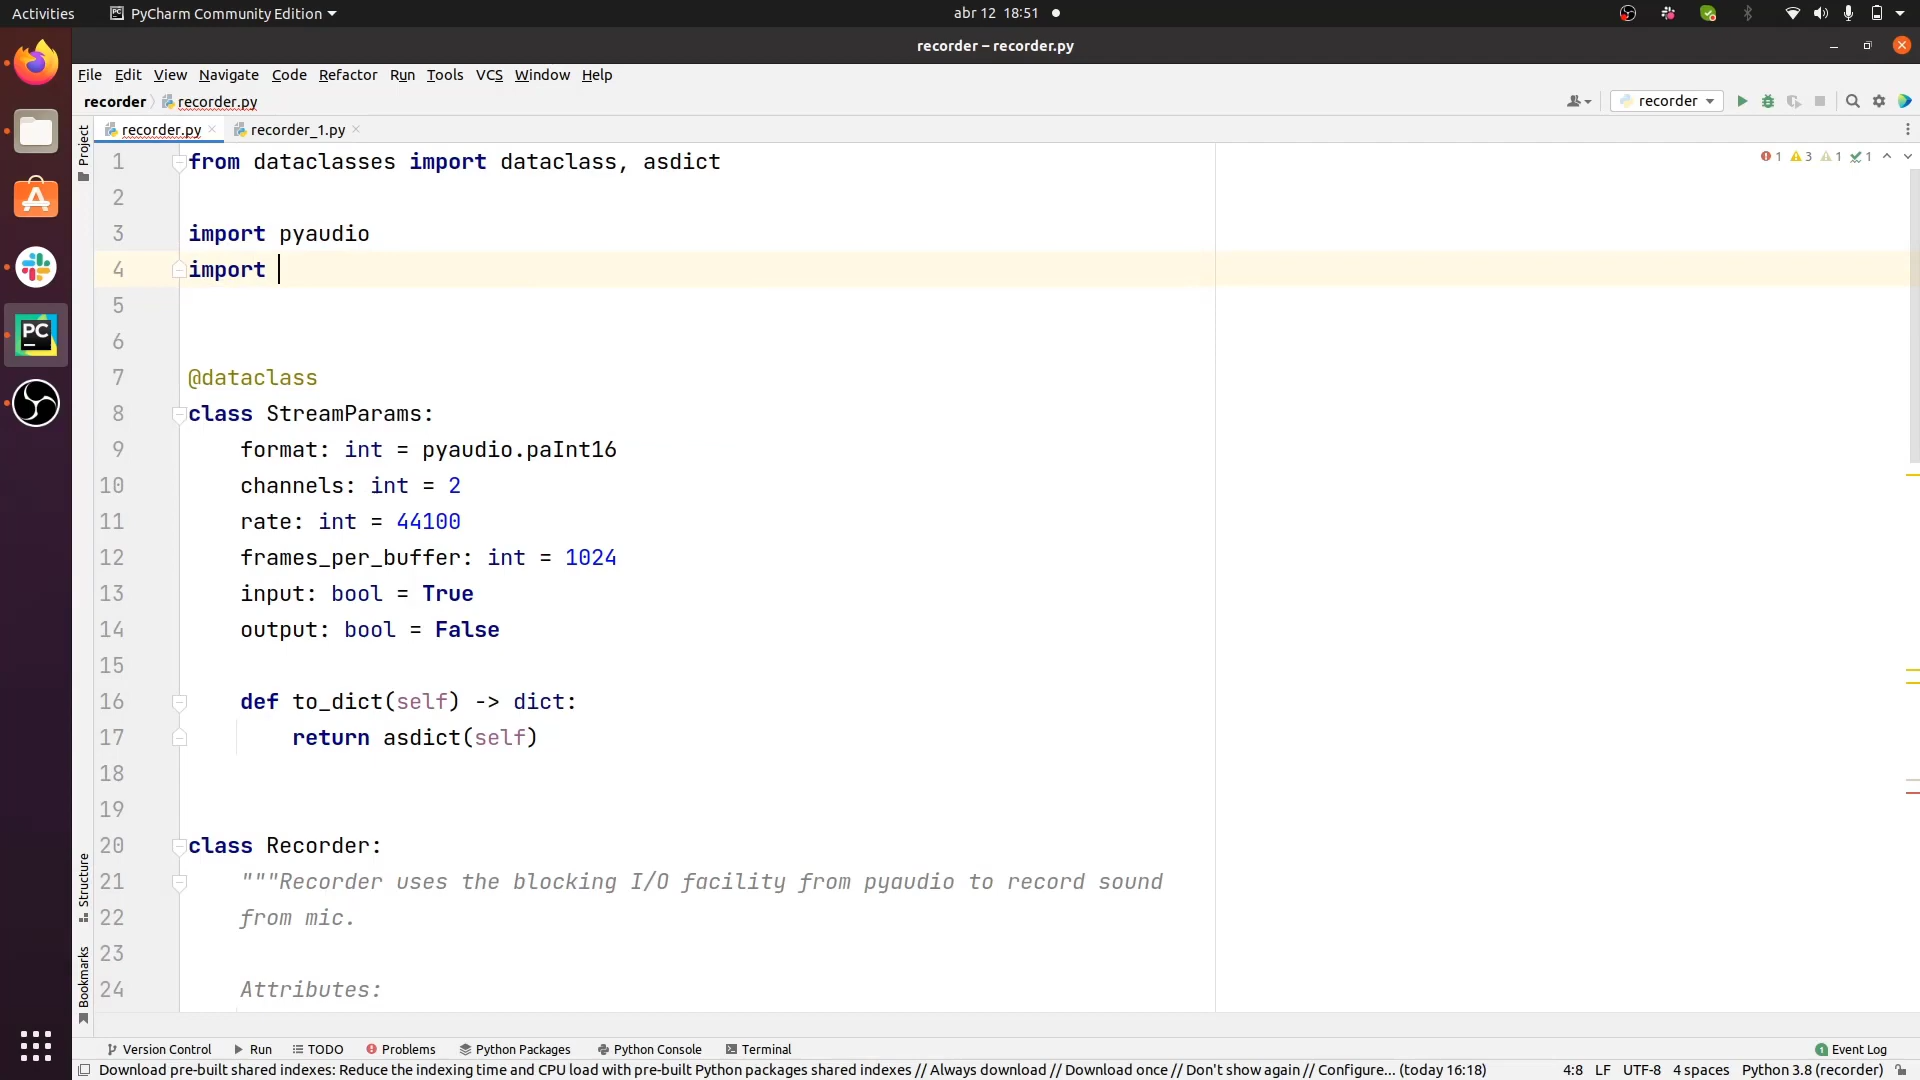 Activities PyCharm Community Edition abr 12 18:51
recorder – recorder.py
File Edit View Navigate Code Refactor Run Tools VCS Window Help
recorder recorder.py recorder
recorder.py recorder_1.py
Project
1 from dataclasses import dataclass, asdict 1 3 1 1
2
3 import pyaudio
4 import
5
6
7 @dataclass
8 class StreamParams:
9 format: int = pyaudio.paInt16
10 channels: int = 2
11 rate: int = 44100
12 frames_per_buffer: int = 1024
13 input: bool = True
14 output: bool = False
15
16 def to_dict(self) -> dict:
17 return asdict(self)
18
19
20 class Recorder:
21 """Recorder uses the blocking I/O facility from pyaudio to record sound
22 from mic.
23
24 Attributes:
Structure
Bookmarks
Version Control Run TODO Problems Python Packages Python Console Terminal 1 Event Log
Download pre-built shared indexes: Reduce the indexing time and CPU load with pre-built Python packages shared indexes // Always download // Download once // Don't show again // Configure... (today 16:18) 4:8 LF UTF-8 4 spaces Python 3.8 (recorder)